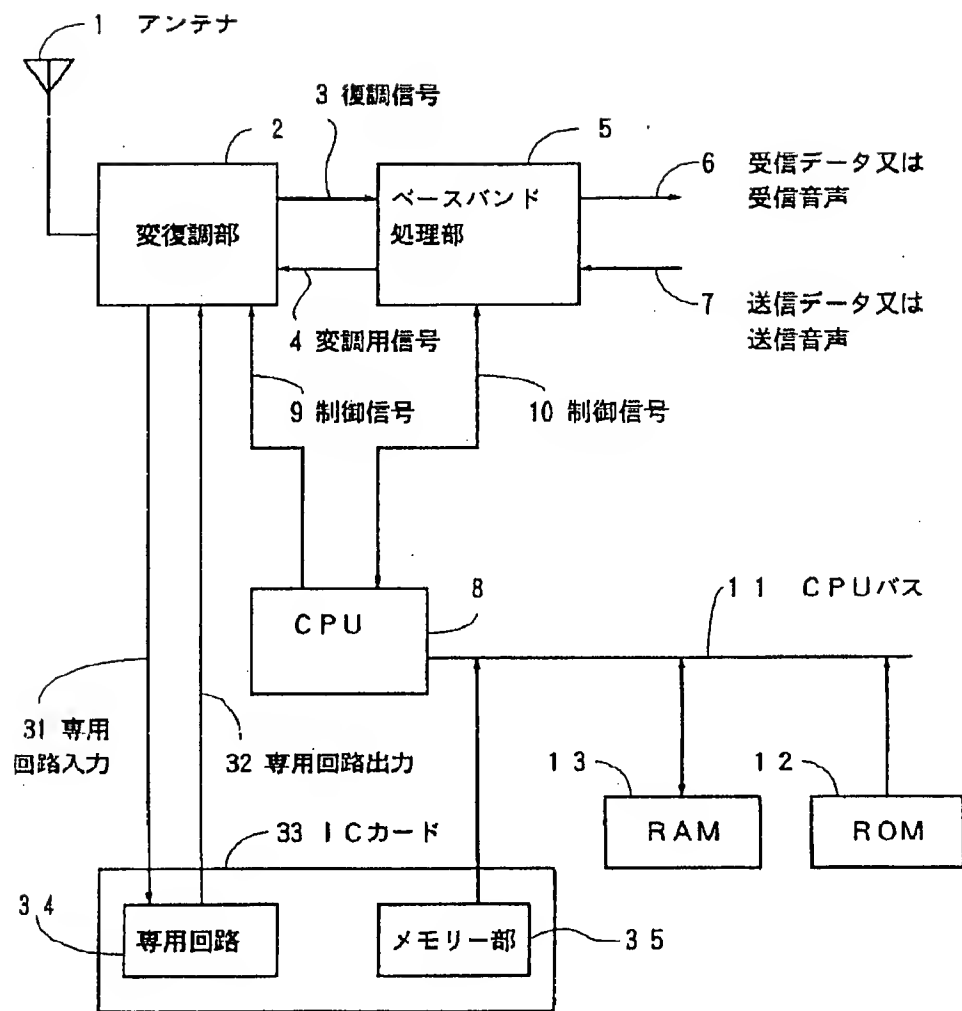 1 アンテナ
3 復調信号
2
5
変復調部
ベースバンド
処理部
6 受信データ又は
受信音声
7 送信データ又は
送信音声
4 変調用信号
9 制御信号
10 制御信号
CPU
8
11 CPUバス
31 専用
回路入力
32 専用回路出力
13
12
RAM
ROM
33 ICカード
34
専用回路
メモリー部
35